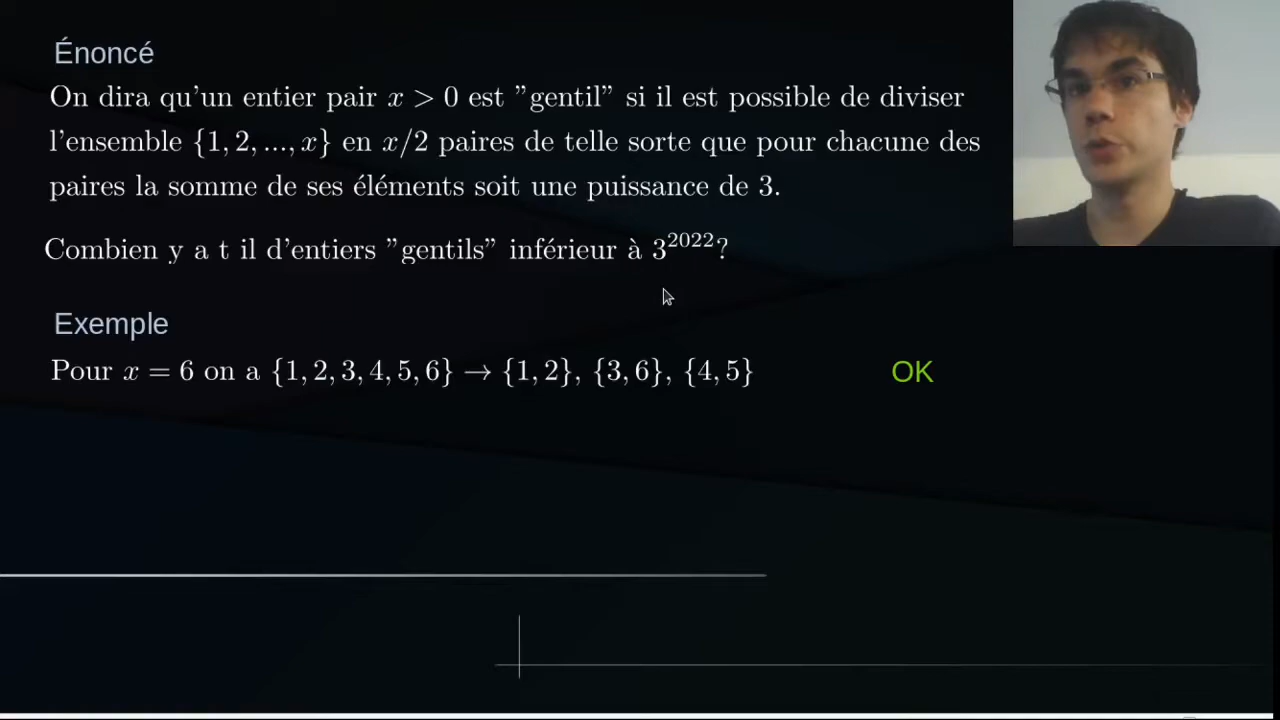 Énoncé
On dira qu'un entier pair x > 0 est "gentil" si il est possible de diviser
l'ensemble {1, 2, ..., x} en x/2 paires de telle sorte que pour chacune des
paires la somme de ses éléments soit une puissance de 3.
Combien y a t il d'entiers "gentils" inférieur à 3^2022?
Exemple
Pour x = 6 on a {1, 2, 3, 4, 5, 6} → {1, 2}, {3, 6}, {4, 5} OK